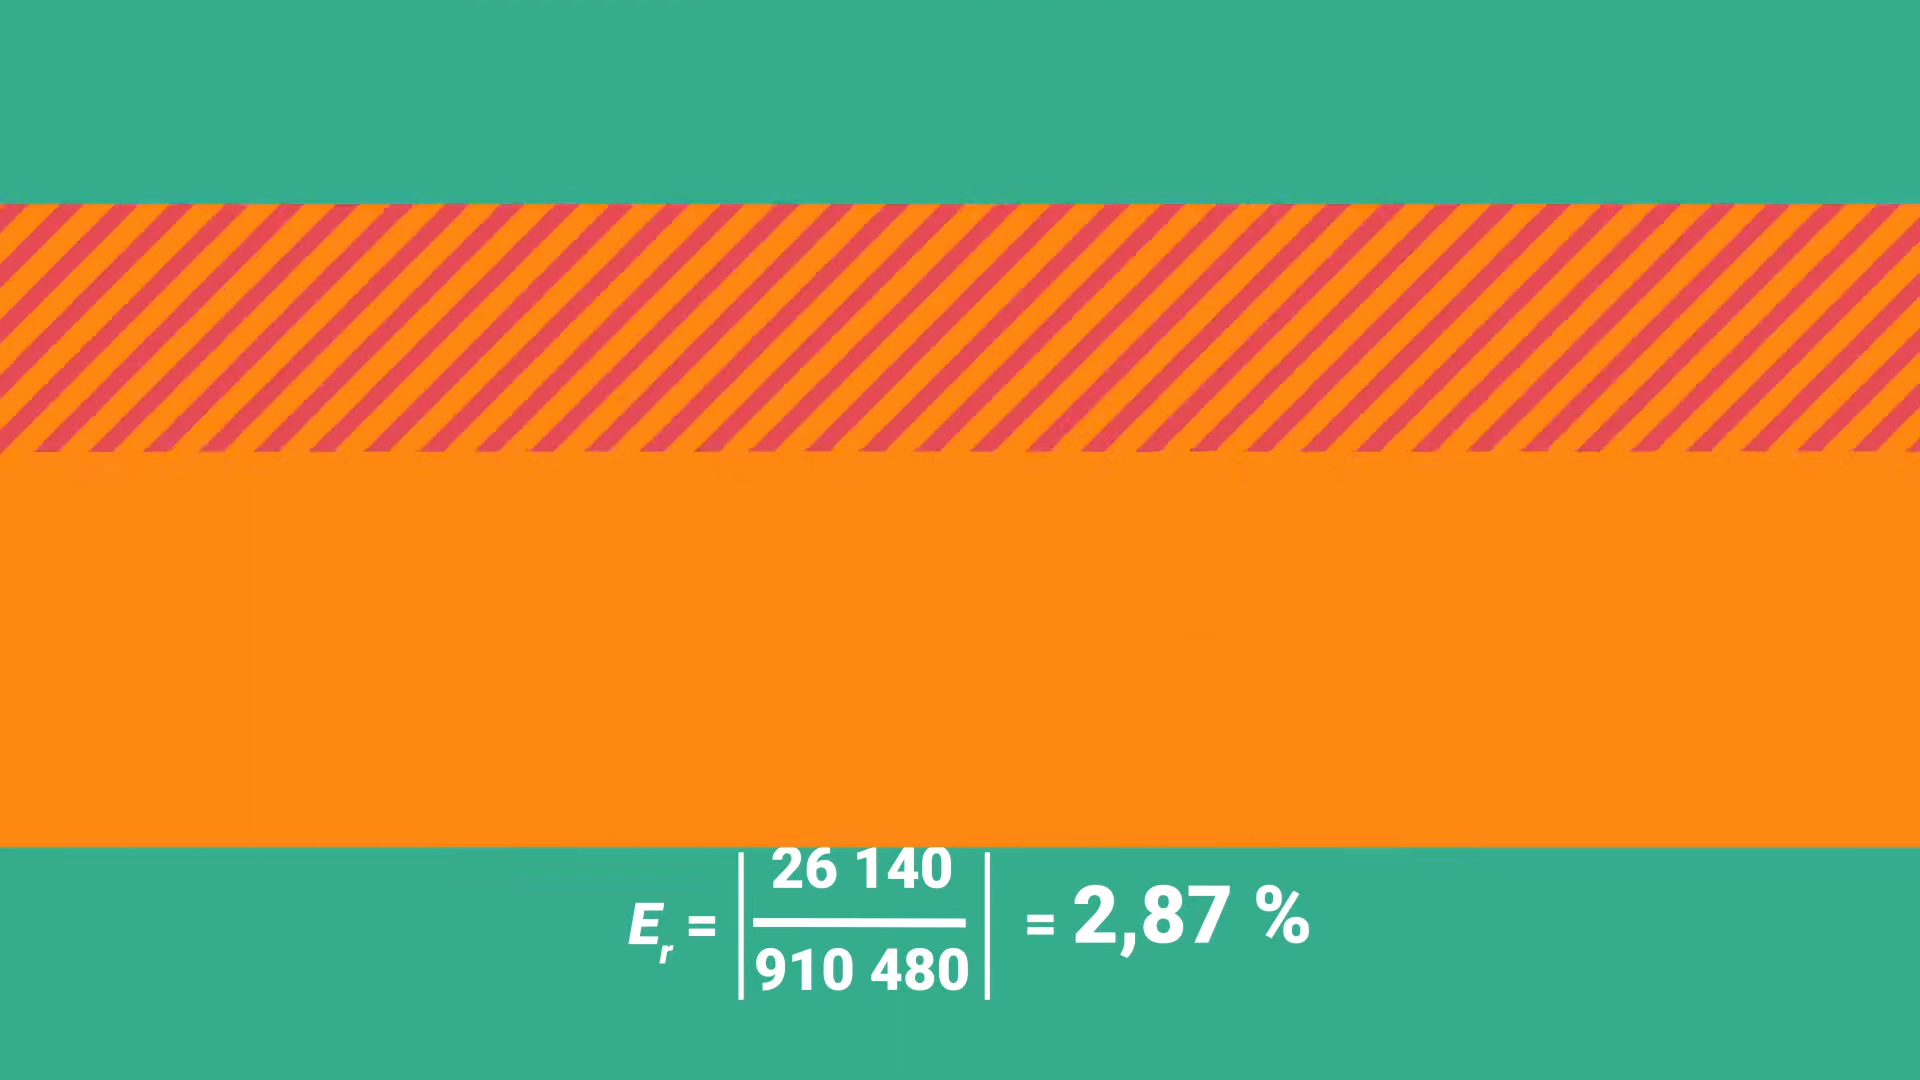 E_r = | 26 140 / 910 480 | = 2,87 %